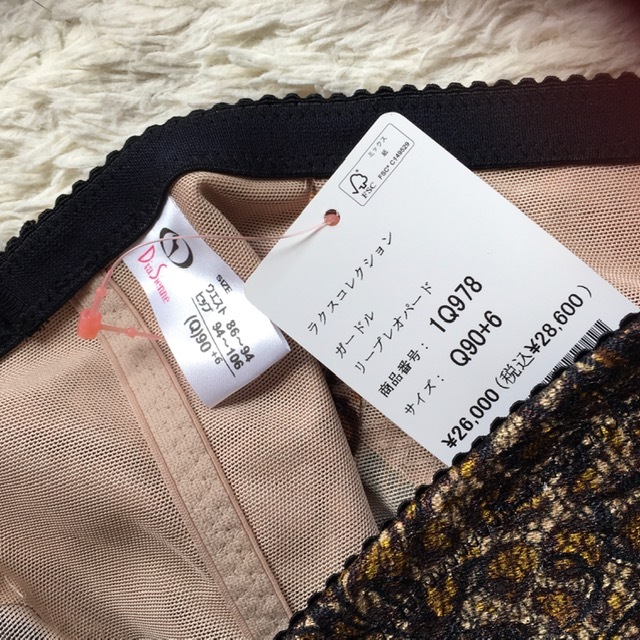 ミックス
紙
FSC® C149529
FSC
ラクスコレクション
ガードル
リーブレオパード
商品番号： 1Q978
サイズ： Q90+6
¥26,000（税込¥28,600）
SIZE
ウエスト 86~94
ヒップ 94~106
(Q)90+6